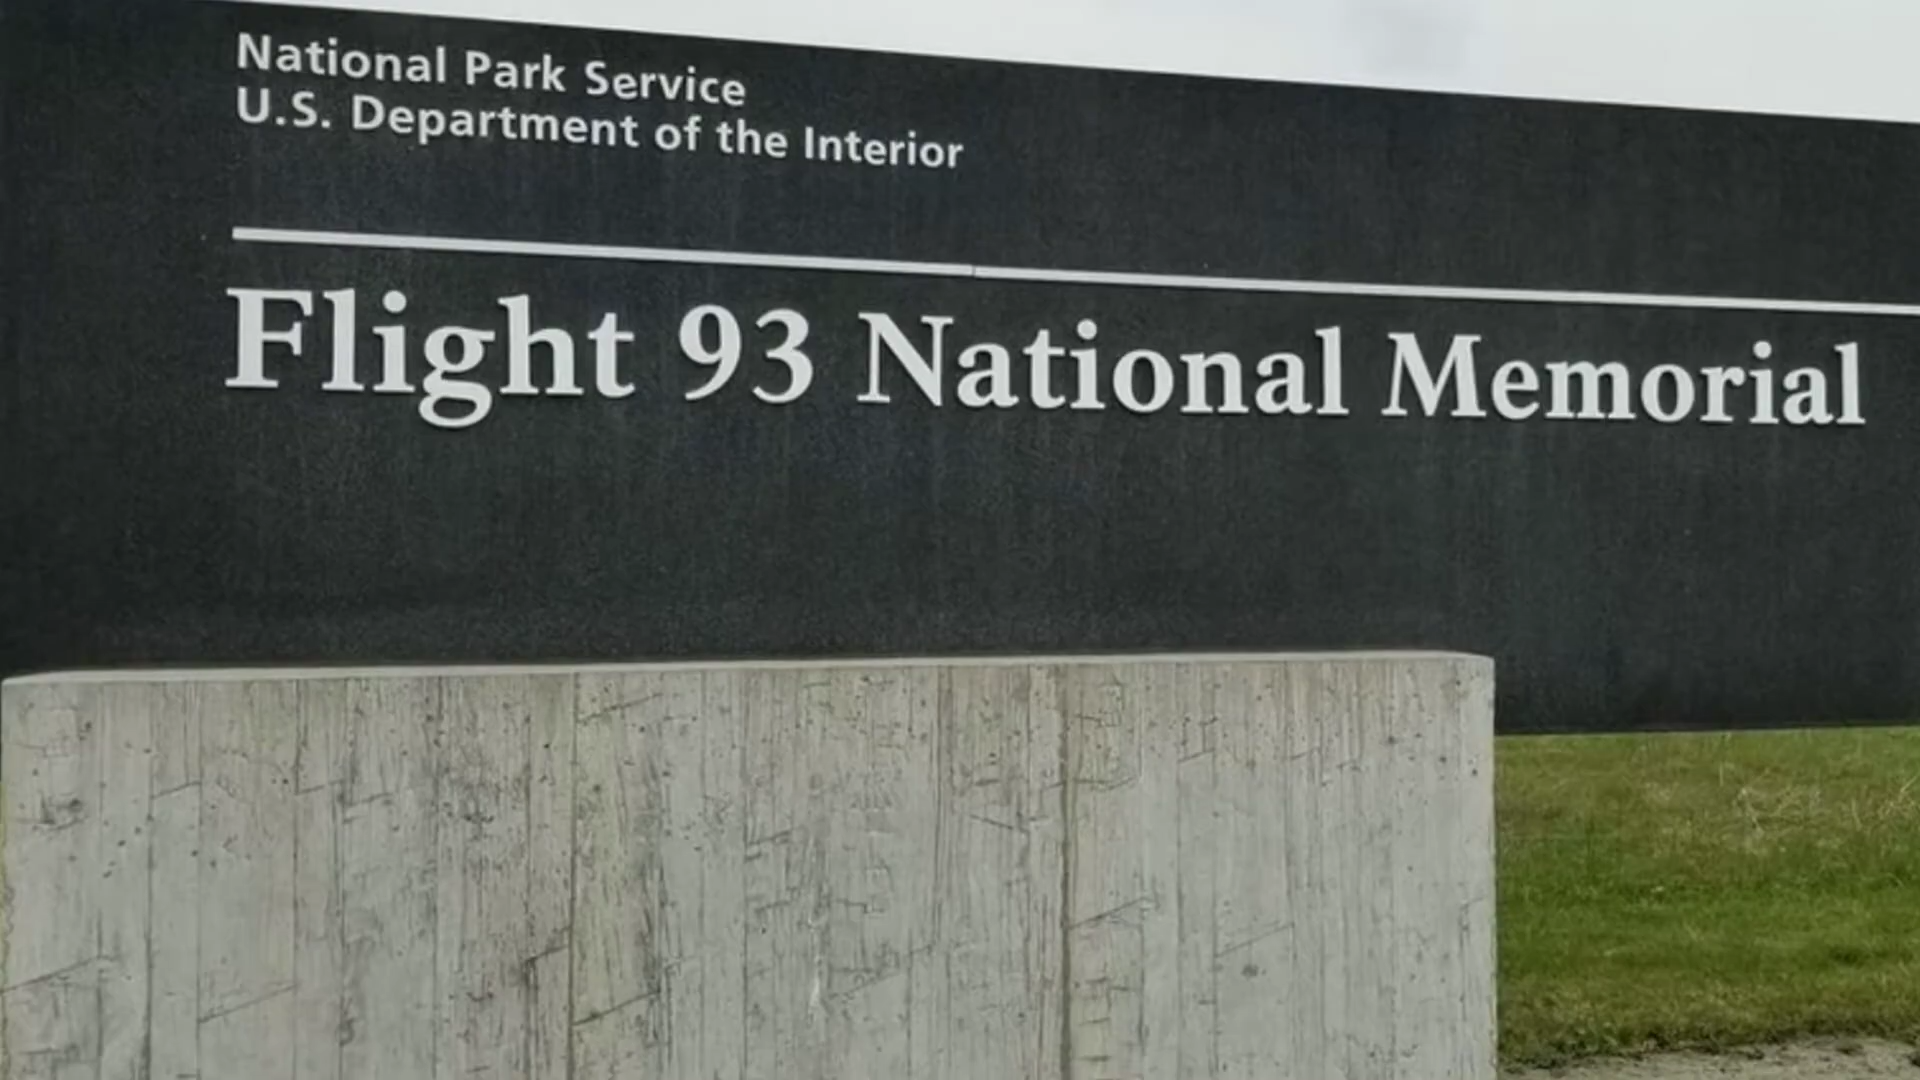 National Park Service
U.S. Department of the Interior
Flight 93 National Memorial